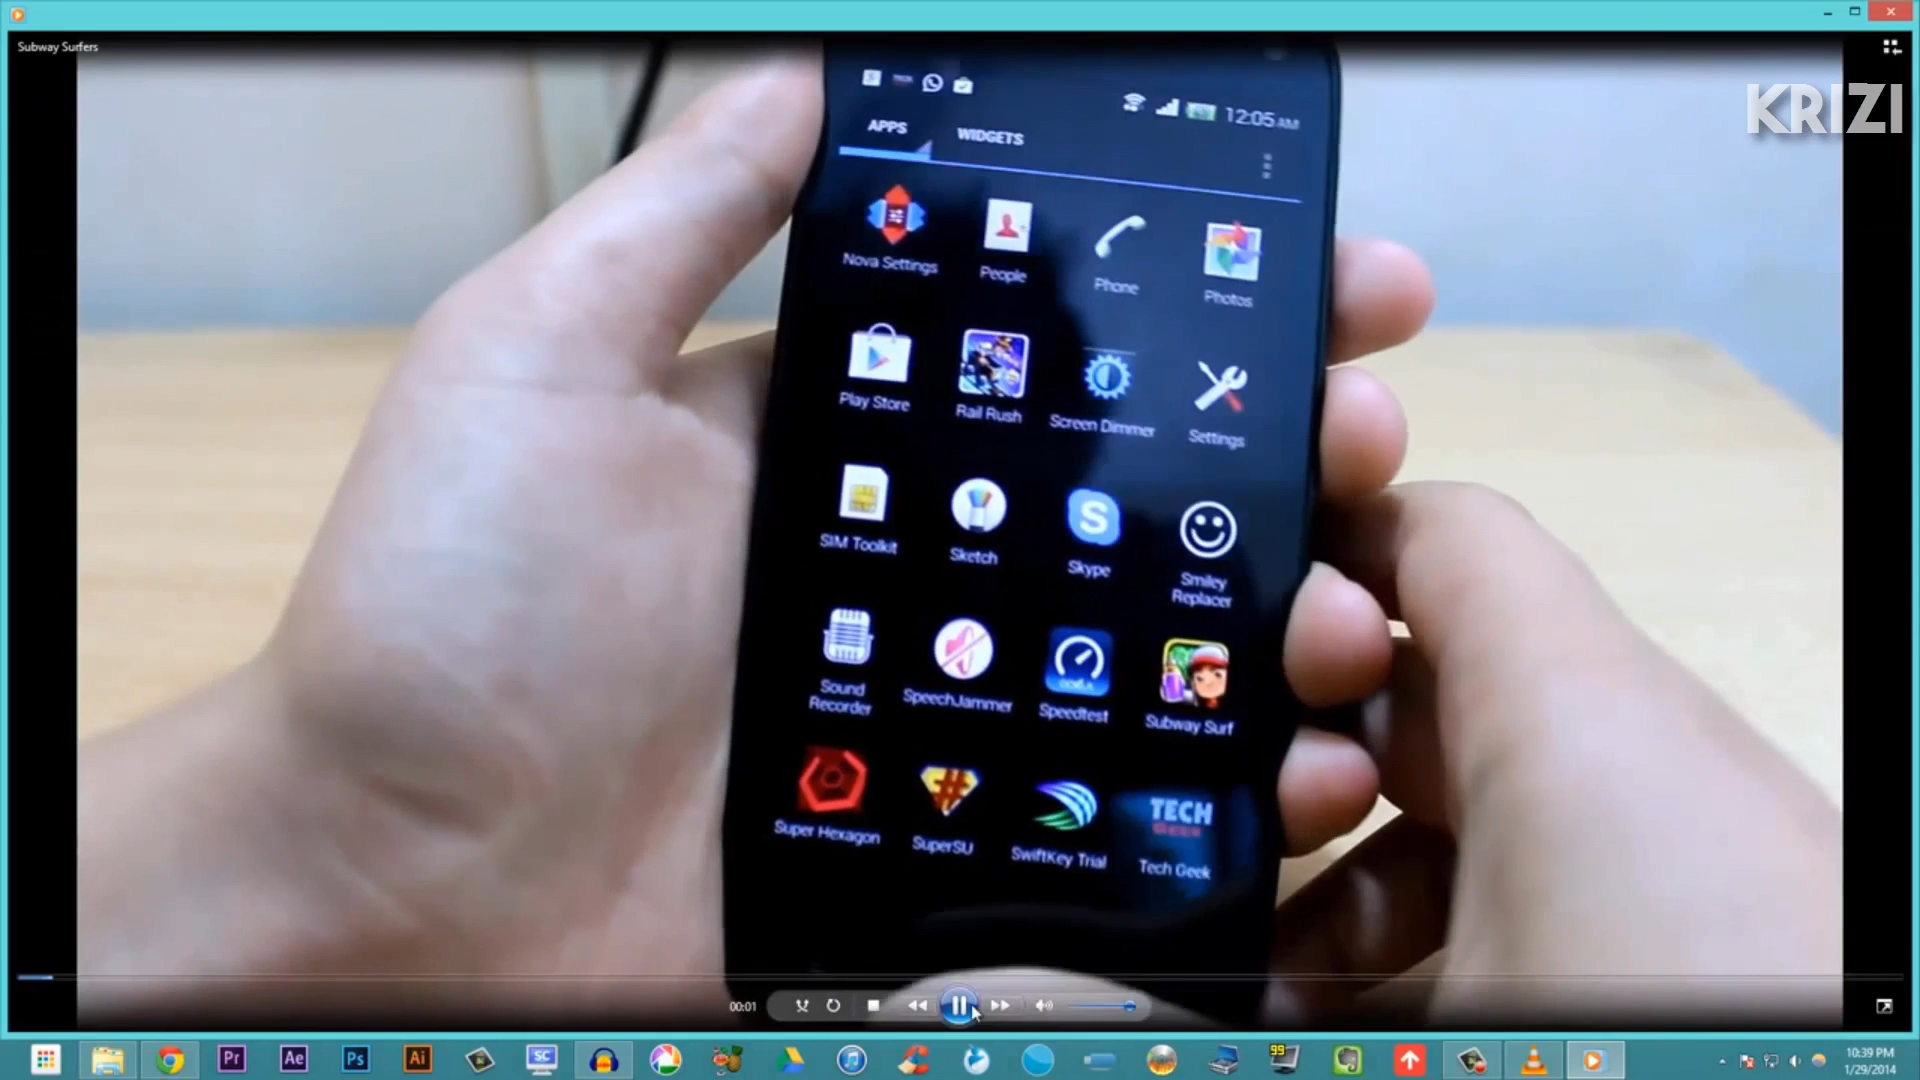 Subway Surfers
KRIZI
12:05 AM
APPS
WIDGETS
Nova Settings
People
Phone
Photos
Play Store
Rail Rush
Screen Dimmer
Settings
SIM Toolkit
Sketch
Skype
Smiley
Replacer
Sound
Recorder
SpeechJammer
Speedtest
Subway Surf
Super Hexagon
SuperSU
SwiftKey Trial
TECH
Tech Geek
00:01
Pr
Ae
Ps
Ai
SC
99
10:39 PM
1/29/2014